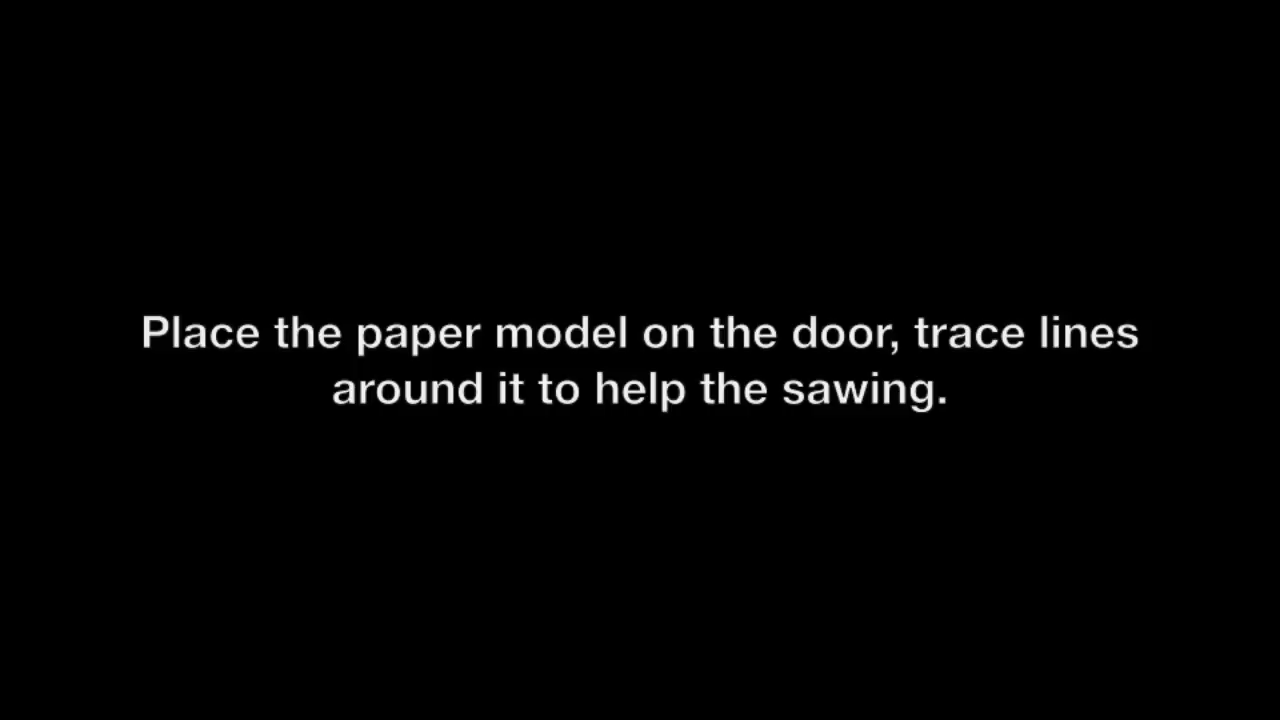 Place the paper model on the door, trace lines
around it to help the sawing.